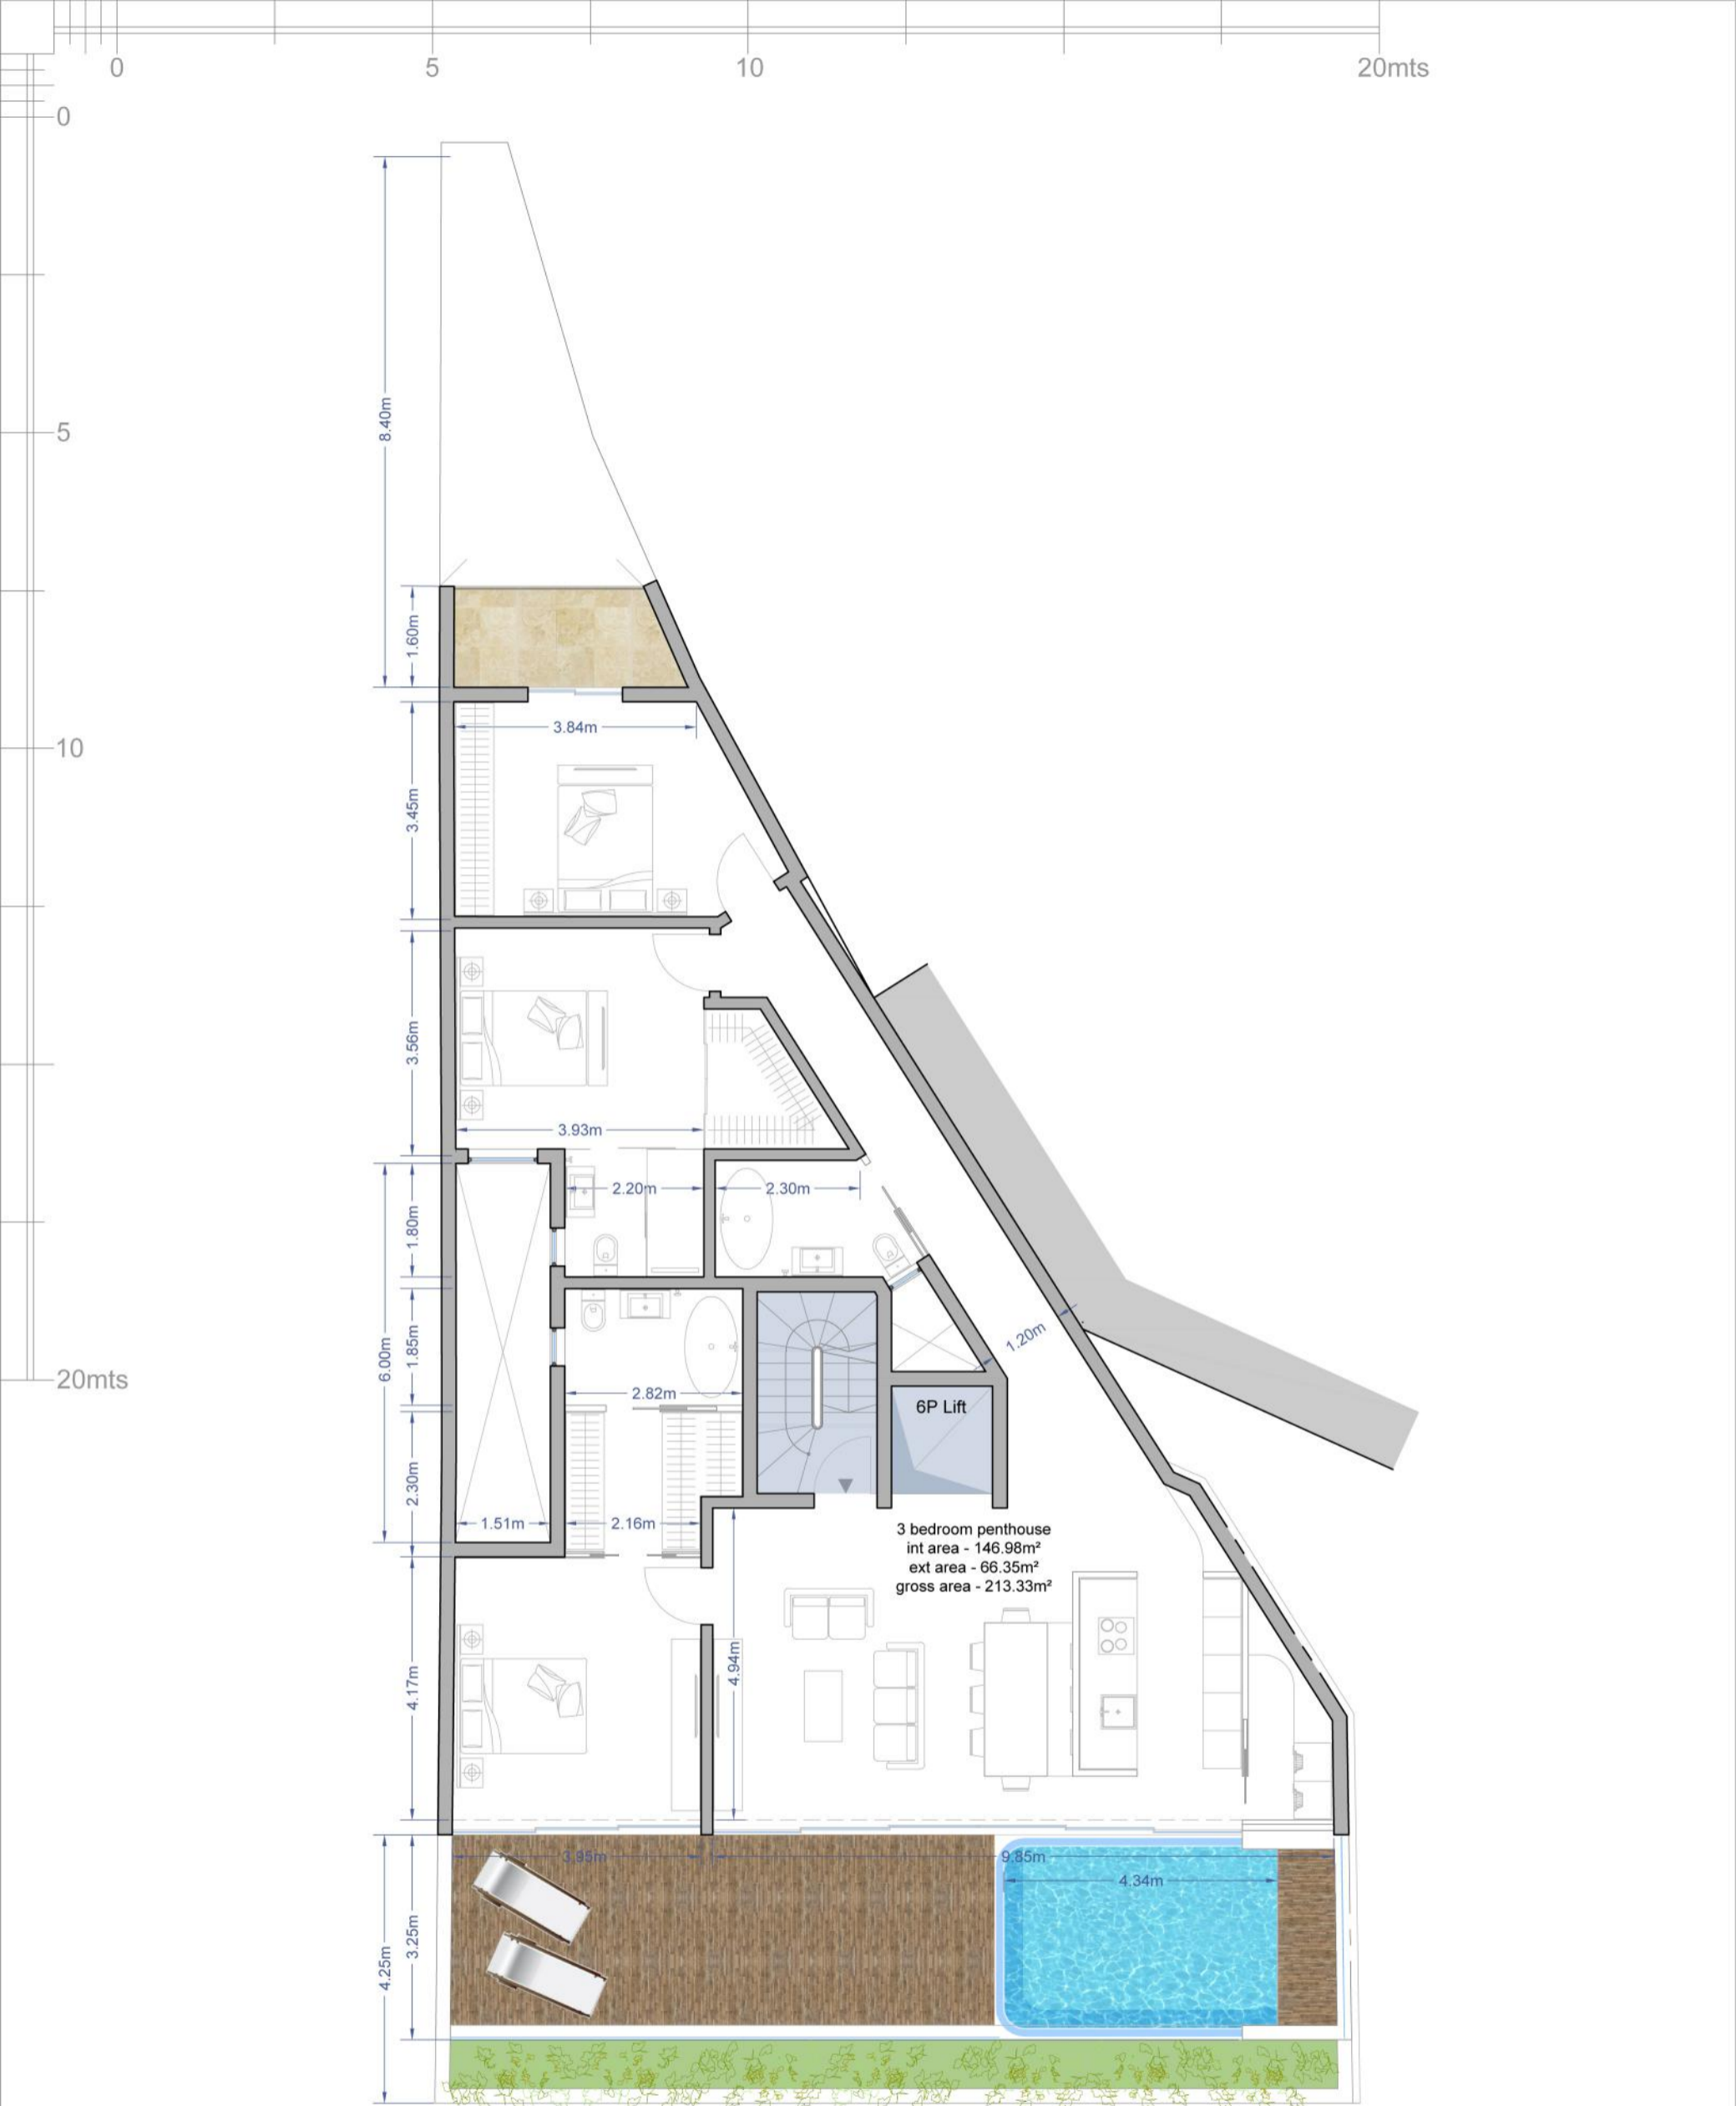 0
5
10
20mts
0
5
10
20mts
8.40m
1.60m
3.84m
3.45m
3.56m
3.93m
2.20m
2.30m
1.80m
1.20m
1.85m
6.00m
2.82m
6P Lift
2.30m
1.51m
2.16m
3 bedroom penthouse
int area - 146.98m²
ext area - 66.35m²
gross area - 213.33m²
4.94m
4.17m
3.95m
9.85m
4.34m
3.25m
4.25m